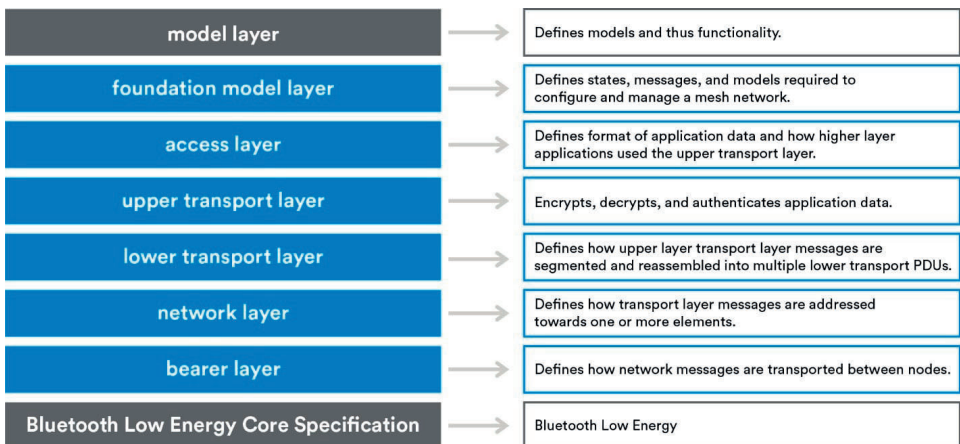 model layer
Defines models and thus functionality.
foundation model layer
Defines states, messages, and models required to
configure and manage a mesh network.
access layer
Defines format of application data and how higher layer
applications used the upper transport layer.
upper transport layer
Encrypts, decrypts, and authenticates application data.
lower transport layer
Defines how upper layer transport layer messages are
segmented and reassembled into multiple lower transport PDUs.
network layer
Defines how transport layer messages are addressed
towards one or more elements.
bearer layer
Defines how network messages are transported between nodes.
Bluetooth Low Energy Core Specification
Bluetooth Low Energy